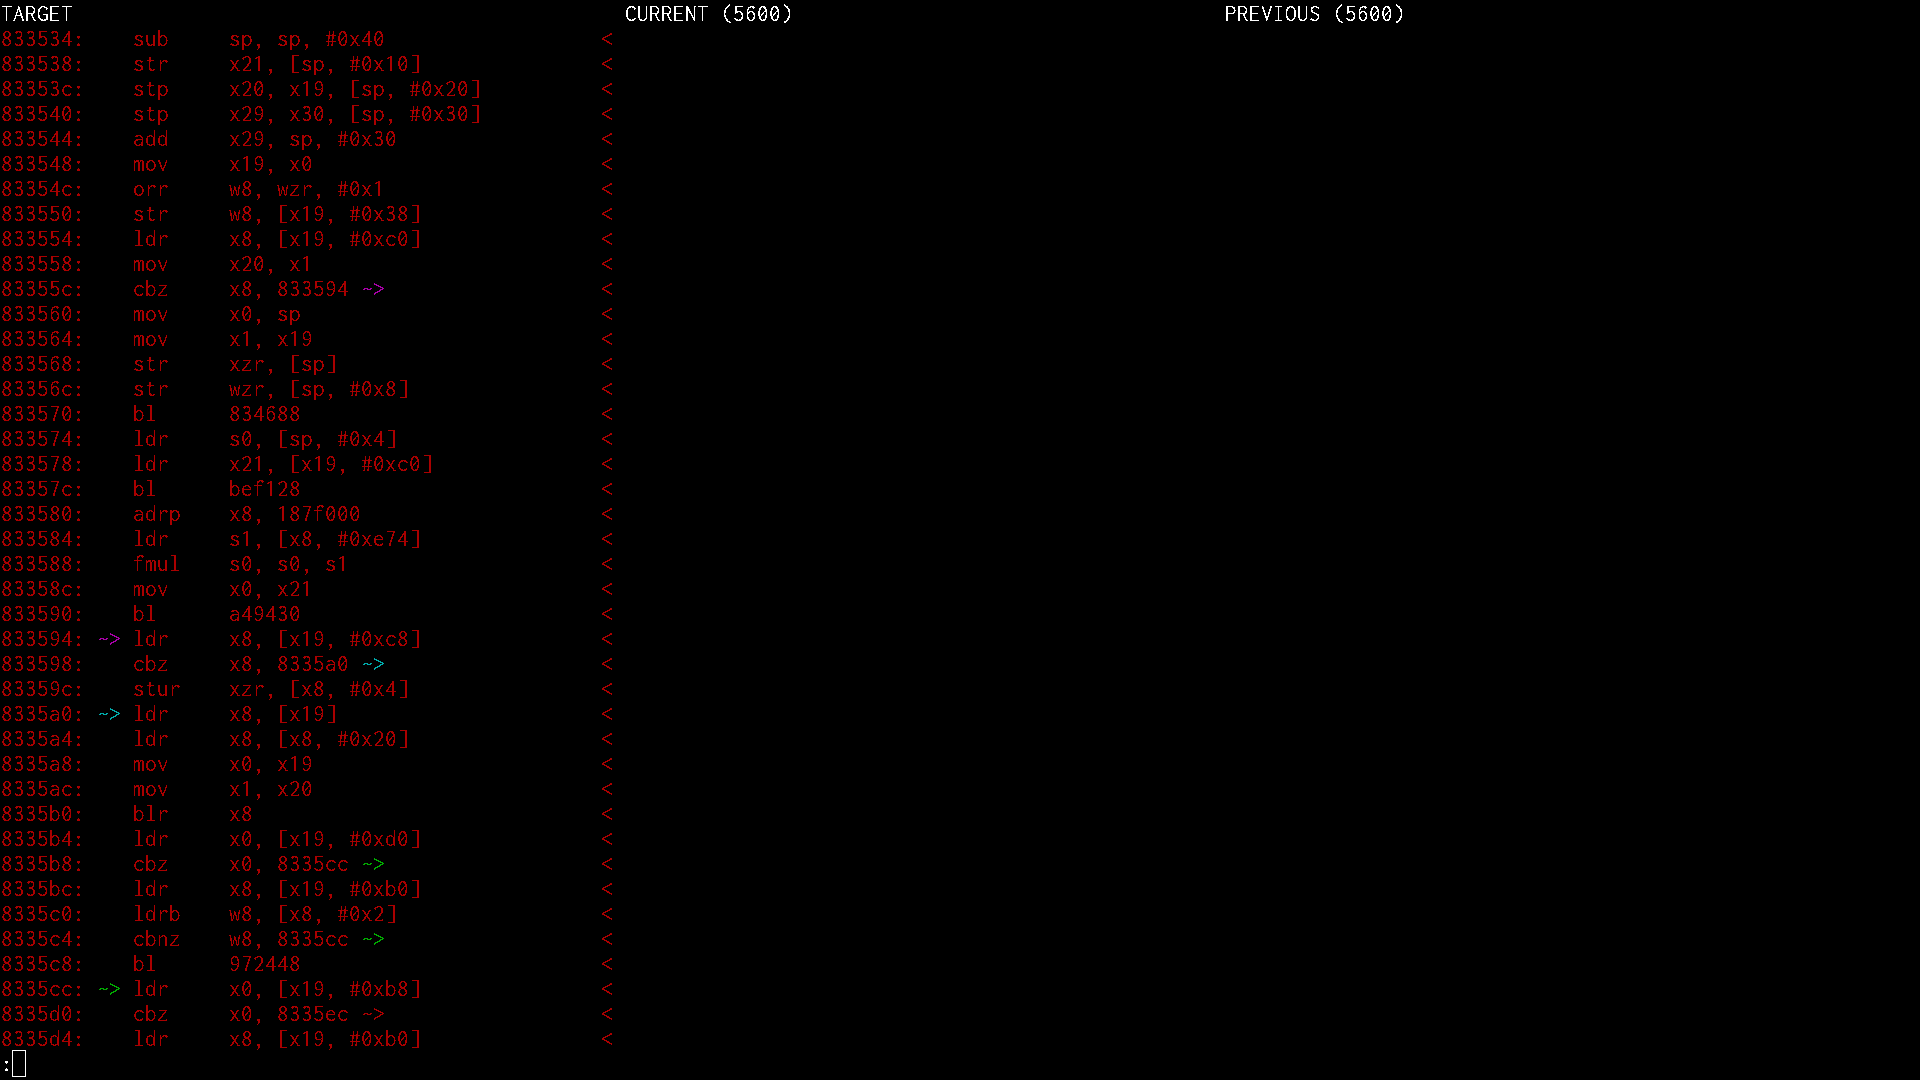 TARGET CURRENT (5600) PREVIOUS (5600)
833534: sub sp, sp, #0x40 <
833538: str x21, [sp, #0x10] <
83353c: stp x20, x19, [sp, #0x20] <
833540: stp x29, x30, [sp, #0x30] <
833544: add x29, sp, #0x30 <
833548: mov x19, x0 <
83354c: orr w8, wzr, #0x1 <
833550: str w8, [x19, #0x38] <
833554: ldr x8, [x19, #0xc0] <
833558: mov x20, x1 <
83355c: cbz x8, 833594 ~> <
833560: mov x0, sp <
833564: mov x1, x19 <
833568: str xzr, [sp] <
83356c: str wzr, [sp, #0x8] <
833570: bl 834688 <
833574: ldr s0, [sp, #0x4] <
833578: ldr x21, [x19, #0xc0] <
83357c: bl bef128 <
833580: adrp x8, 187f000 <
833584: ldr s1, [x8, #0xe74] <
833588: fmul s0, s0, s1 <
83358c: mov x0, x21 <
833590: bl a49430 <
833594: ~> ldr x8, [x19, #0xc8] <
833598: cbz x8, 8335a0 ~> <
83359c: stur xzr, [x8, #0x4] <
8335a0: ~> ldr x8, [x19] <
8335a4: ldr x8, [x8, #0x20] <
8335a8: mov x0, x19 <
8335ac: mov x1, x20 <
8335b0: blr x8 <
8335b4: ldr x0, [x19, #0xd0] <
8335b8: cbz x0, 8335cc ~> <
8335bc: ldr x8, [x19, #0xb0] <
8335c0: ldrb w8, [x8, #0x2] <
8335c4: cbnz w8, 8335cc ~> <
8335c8: bl 972448 <
8335cc: ~> ldr x0, [x19, #0xb8] <
8335d0: cbz x0, 8335ec ~> <
8335d4: ldr x8, [x19, #0xb0] <
: